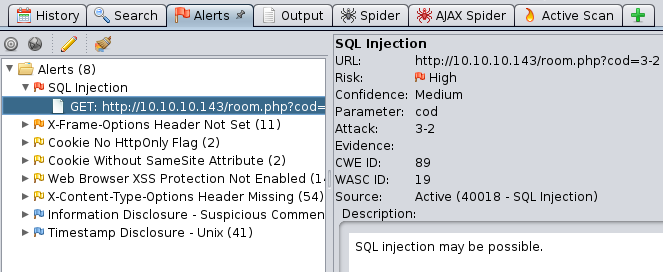 History Search Alerts Output Spider AJAX Spider Active Scan
Alerts (8)
SQL Injection
GET: http://10.10.10.143/room.php?cod=
X-Frame-Options Header Not Set (11)
Cookie No HttpOnly Flag (2)
Cookie Without SameSite Attribute (2)
Web Browser XSS Protection Not Enabled (1
X-Content-Type-Options Header Missing (54)
Information Disclosure - Suspicious Commen
Timestamp Disclosure - Unix (41)
SQL Injection
URL: http://10.10.10.143/room.php?cod=3-2
Risk: High
Confidence: Medium
Parameter: cod
Attack: 3-2
Evidence:
CWE ID: 89
WASC ID: 19
Source: Active (40018 - SQL Injection)
Description:
SQL injection may be possible.